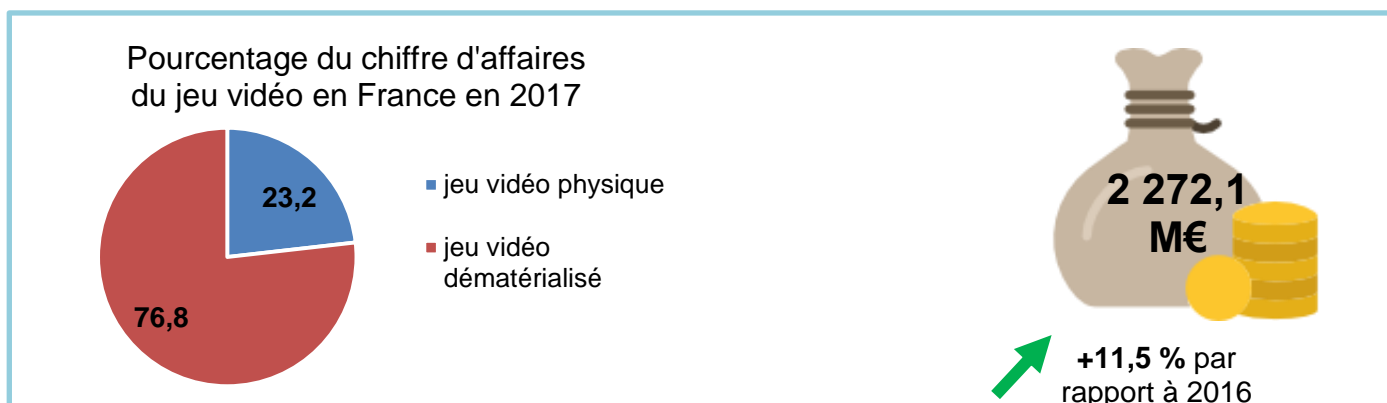 Pourcentage du chiffre d'affaires
du jeu vidéo en France en 2017
23,2
76,8
jeu vidéo physique
jeu vidéo
dématérialisé
2 272,1
M€
+11,5 % par
rapport à 2016